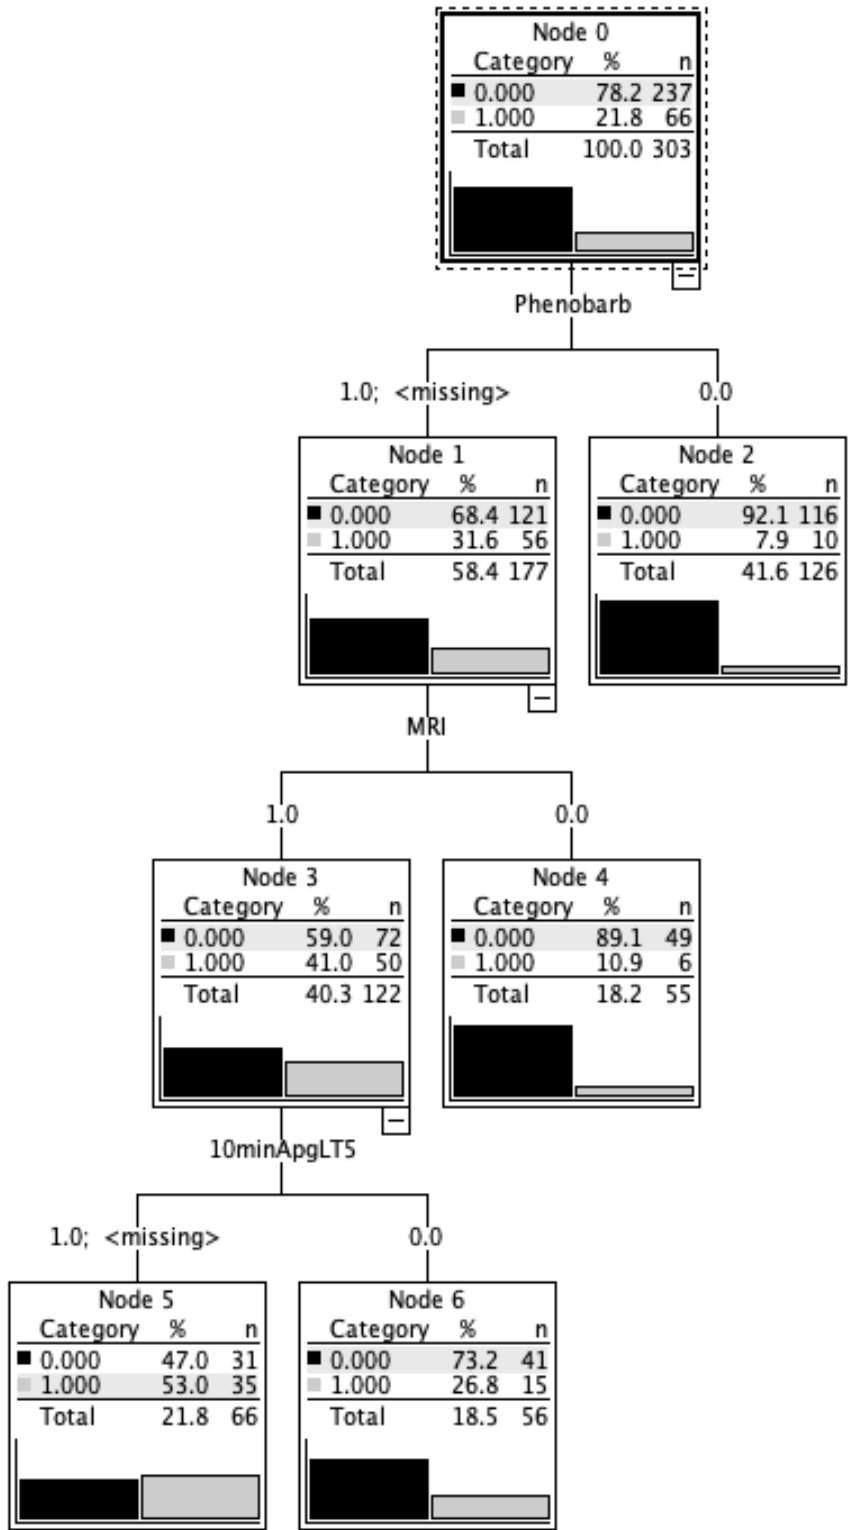 Node 0
Category % n
0.000 78.2 237
1.000 21.8 66
Total 100.0 303
Phenobarb
1.0; <missing>
0.0
Node 1
Category % n
0.000 68.4 121
1.000 31.6 56
Total 58.4 177
Node 2
Category % n
0.000 92.1 116
1.000 7.9 10
Total 41.6 126
MRI
1.0
0.0
Node 3
Category % n
0.000 59.0 72
1.000 41.0 50
Total 40.3 122
Node 4
Category % n
0.000 89.1 49
1.000 10.9 6
Total 18.2 55
10minApgLT5
1.0; <missing>
0.0
Node 5
Category % n
0.000 47.0 31
1.000 53.0 35
Total 21.8 66
Node 6
Category % n
0.000 73.2 41
1.000 26.8 15
Total 18.5 56